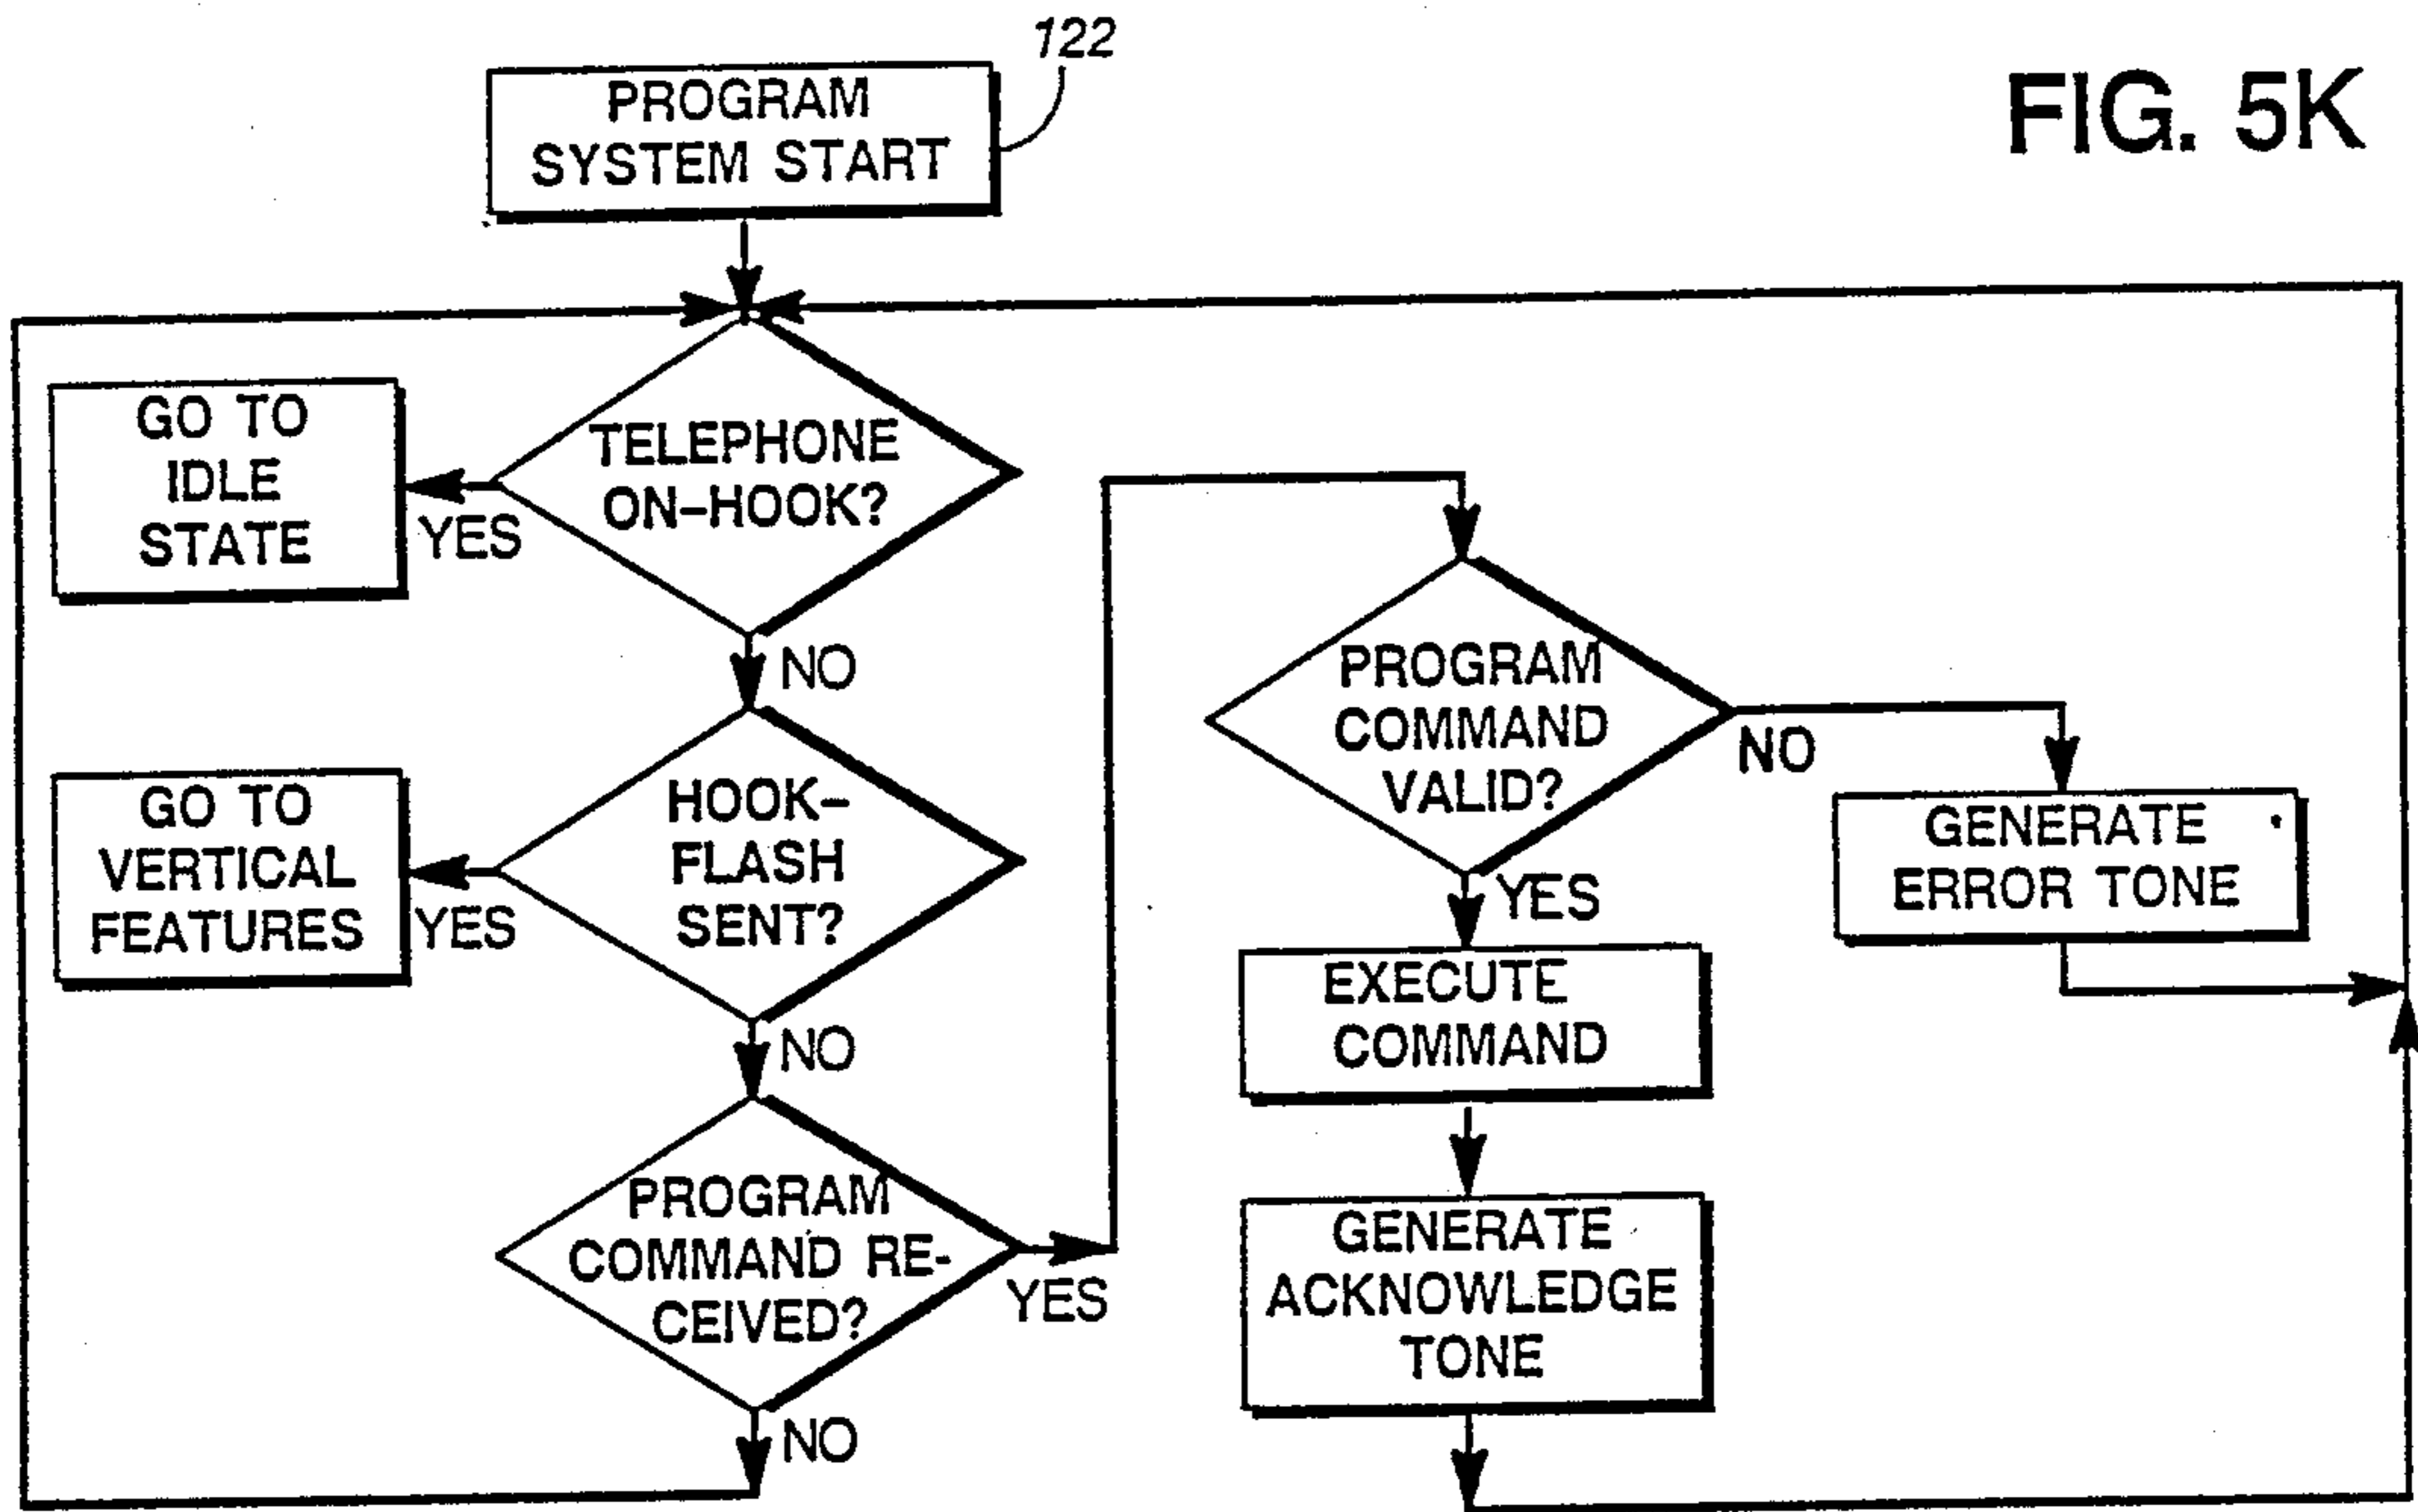 122
FIG. 5K
PROGRAM
SYSTEM START
GO TO
IDLE
STATE
YES
TELEPHONE
ON-HOOK?
NO
GO TO
VERTICAL
FEATURES
YES
HOOK-
FLASH
SENT?
NO
PROGRAM
COMMAND RE-
CEIVED?
YES
NO
PROGRAM
COMMAND
VALID?
NO
YES
GENERATE
ERROR TONE
EXECUTE
COMMAND
GENERATE
ACKNOWLEDGE
TONE